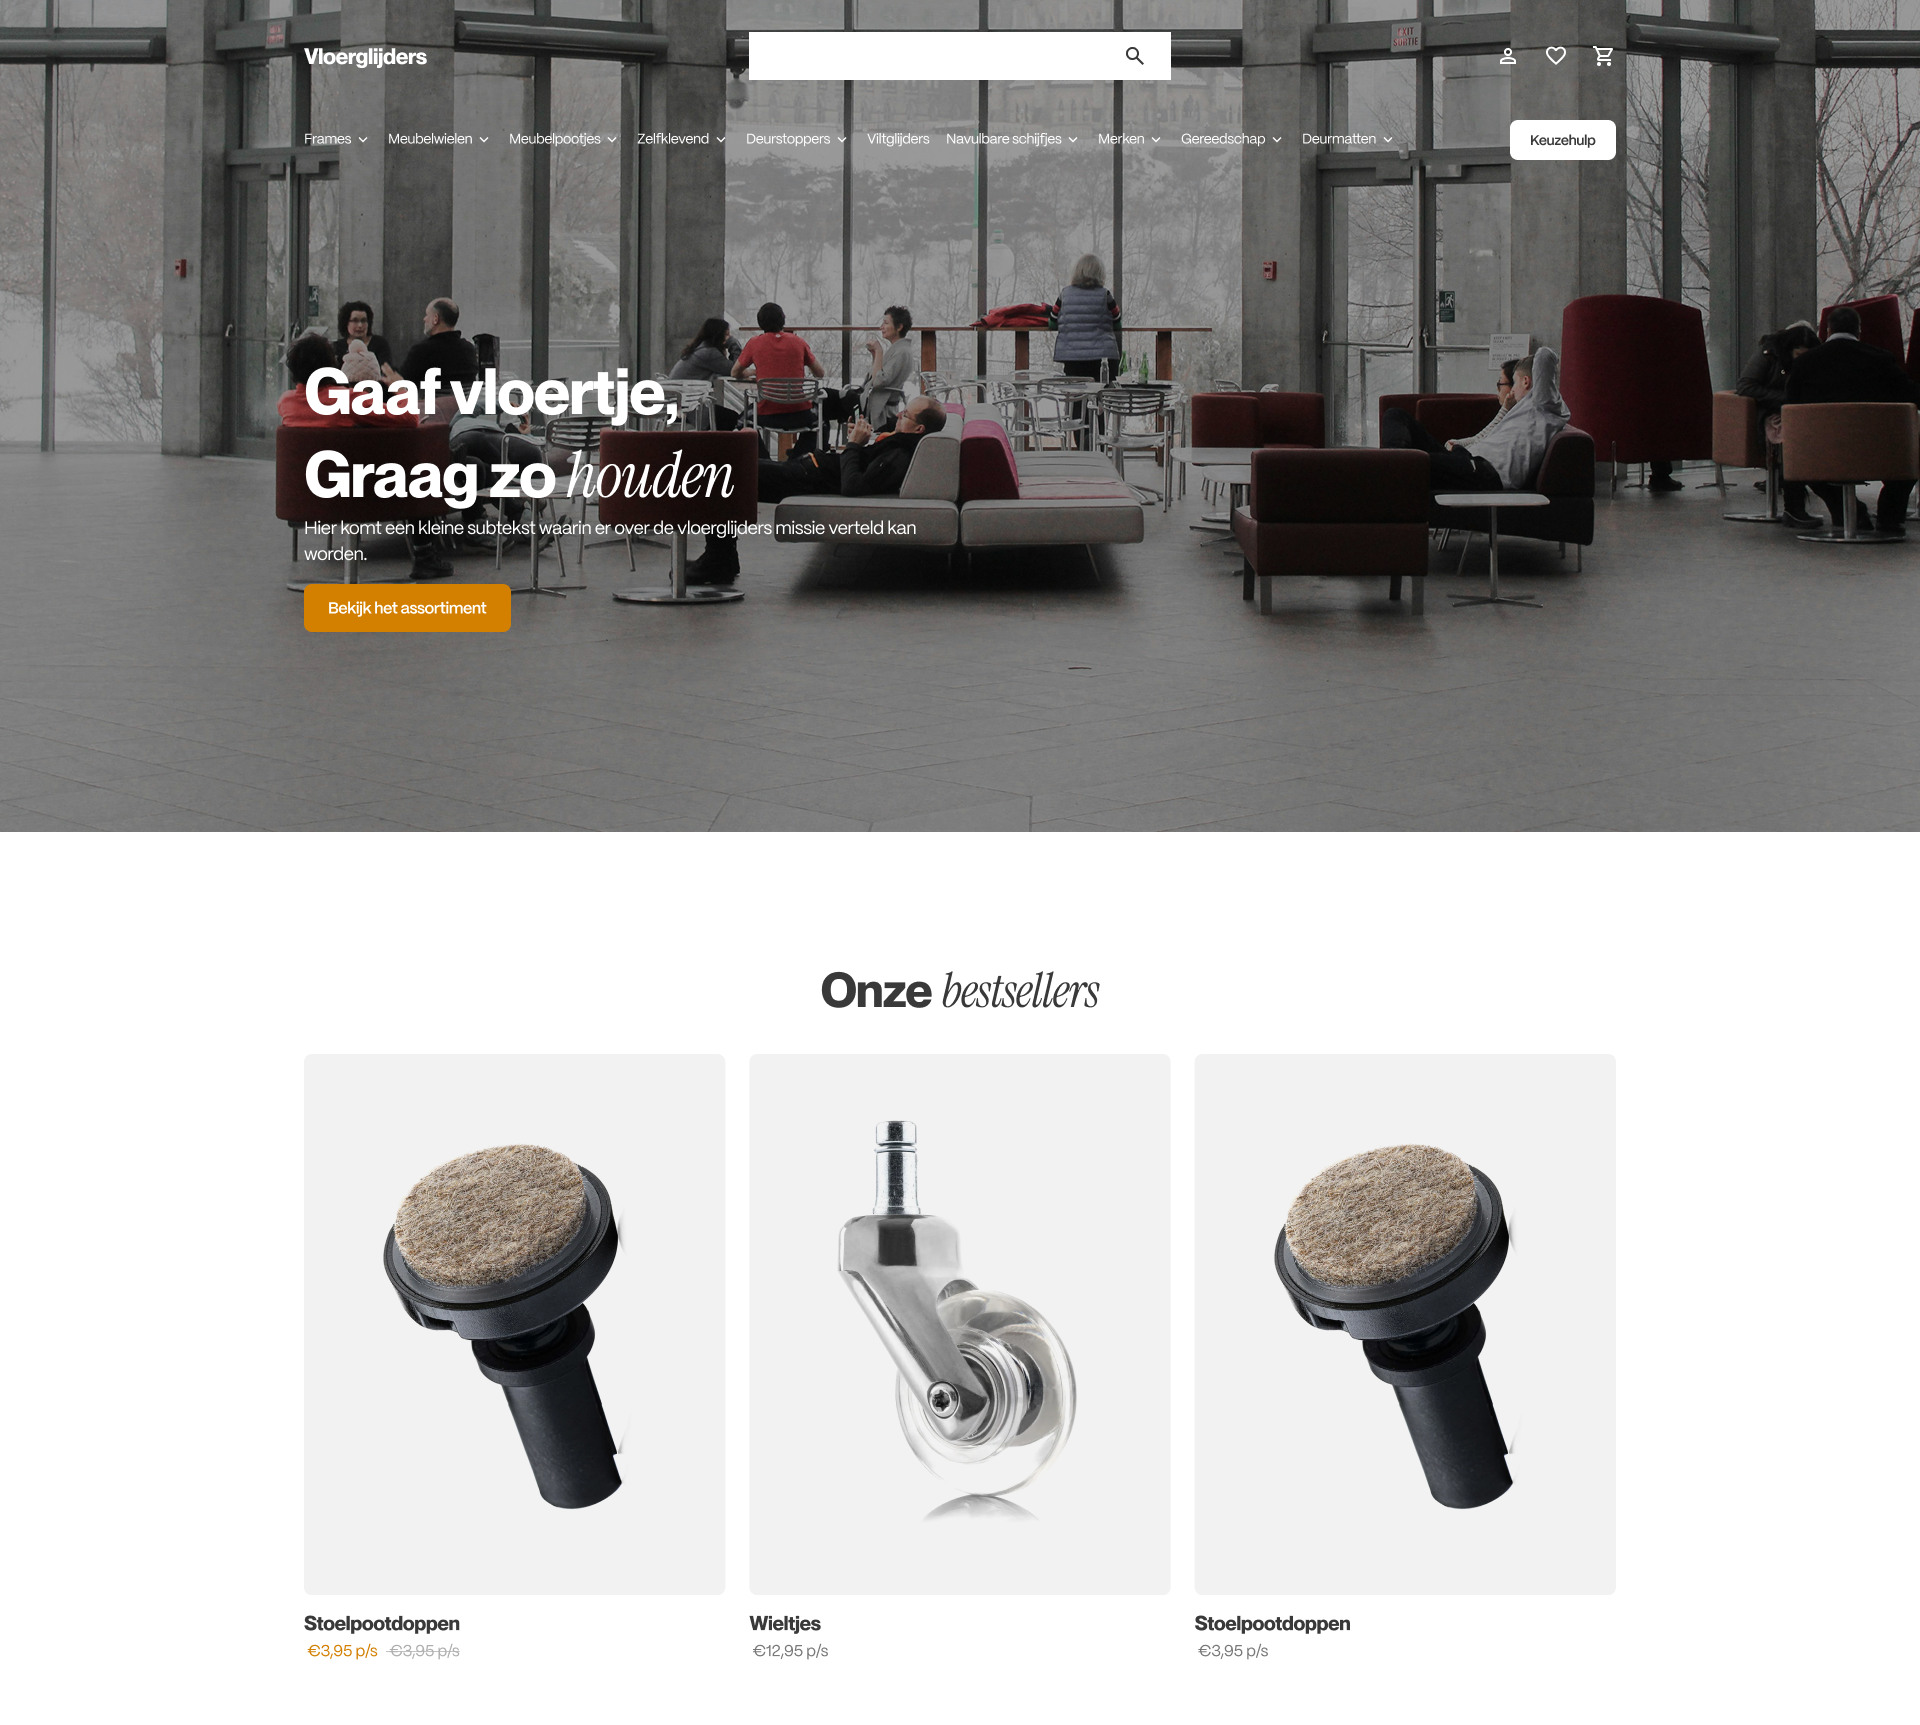 Vloerglijders
EXIT
SORTIE
Frames Meubelwielen Meubelpootjes Zelfklevend Deurstoppers Viltglijders Navulbare schijfjes Merken Gereedschap Deurmatten Keuzehulp
Gaaf vloertje,
Graag zo houden
Hier komt een kleine subtekst waarin er over de vloerglijders missie verteld kan
worden.
Bekijk het assortiment
Onze bestsellers
Stoelpootdoppen Wieltjes Stoelpootdoppen
€3,95 p/s €3,95 p/s €12,95 p/s €3,95 p/s